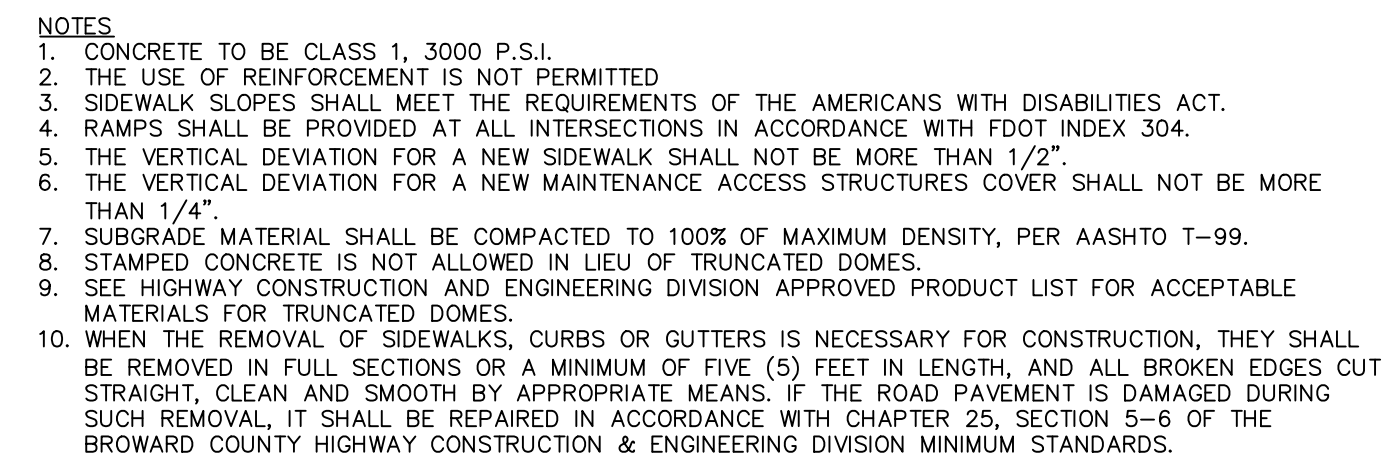 NOTES
1. CONCRETE TO BE CLASS 1, 3000 P.S.I.
2. THE USE OF REINFORCEMENT IS NOT PERMITTED
3. SIDEWALK SLOPES SHALL MEET THE REQUIREMENTS OF THE AMERICANS WITH DISABILITIES ACT.
4. RAMPS SHALL BE PROVIDED AT ALL INTERSECTIONS IN ACCORDANCE WITH FDOT INDEX 304.
5. THE VERTICAL DEVIATION FOR A NEW SIDEWALK SHALL NOT BE MORE THAN 1/2”.
6. THE VERTICAL DEVIATION FOR A NEW MAINTENANCE ACCESS STRUCTURES COVER SHALL NOT BE MORE
THAN 1/4”.
7. SUBGRADE MATERIAL SHALL BE COMPACTED TO 100% OF MAXIMUM DENSITY, PER AASHTO T–99.
8. STAMPED CONCRETE IS NOT ALLOWED IN LIEU OF TRUNCATED DOMES.
9. SEE HIGHWAY CONSTRUCTION AND ENGINEERING DIVISION APPROVED PRODUCT LIST FOR ACCEPTABLE
MATERIALS FOR TRUNCATED DOMES.
10. WHEN THE REMOVAL OF SIDEWALKS, CURBS OR GUTTERS IS NECESSARY FOR CONSTRUCTION, THEY SHALL
BE REMOVED IN FULL SECTIONS OR A MINIMUM OF FIVE (5) FEET IN LENGTH, AND ALL BROKEN EDGES CUT
STRAIGHT, CLEAN AND SMOOTH BY APPROPRIATE MEANS. IF THE ROAD PAVEMENT IS DAMAGED DURING
SUCH REMOVAL, IT SHALL BE REPAIRED IN ACCORDANCE WITH CHAPTER 25, SECTION 5–6 OF THE
BROWARD COUNTY HIGHWAY CONSTRUCTION & ENGINEERING DIVISION MINIMUM STANDARDS.